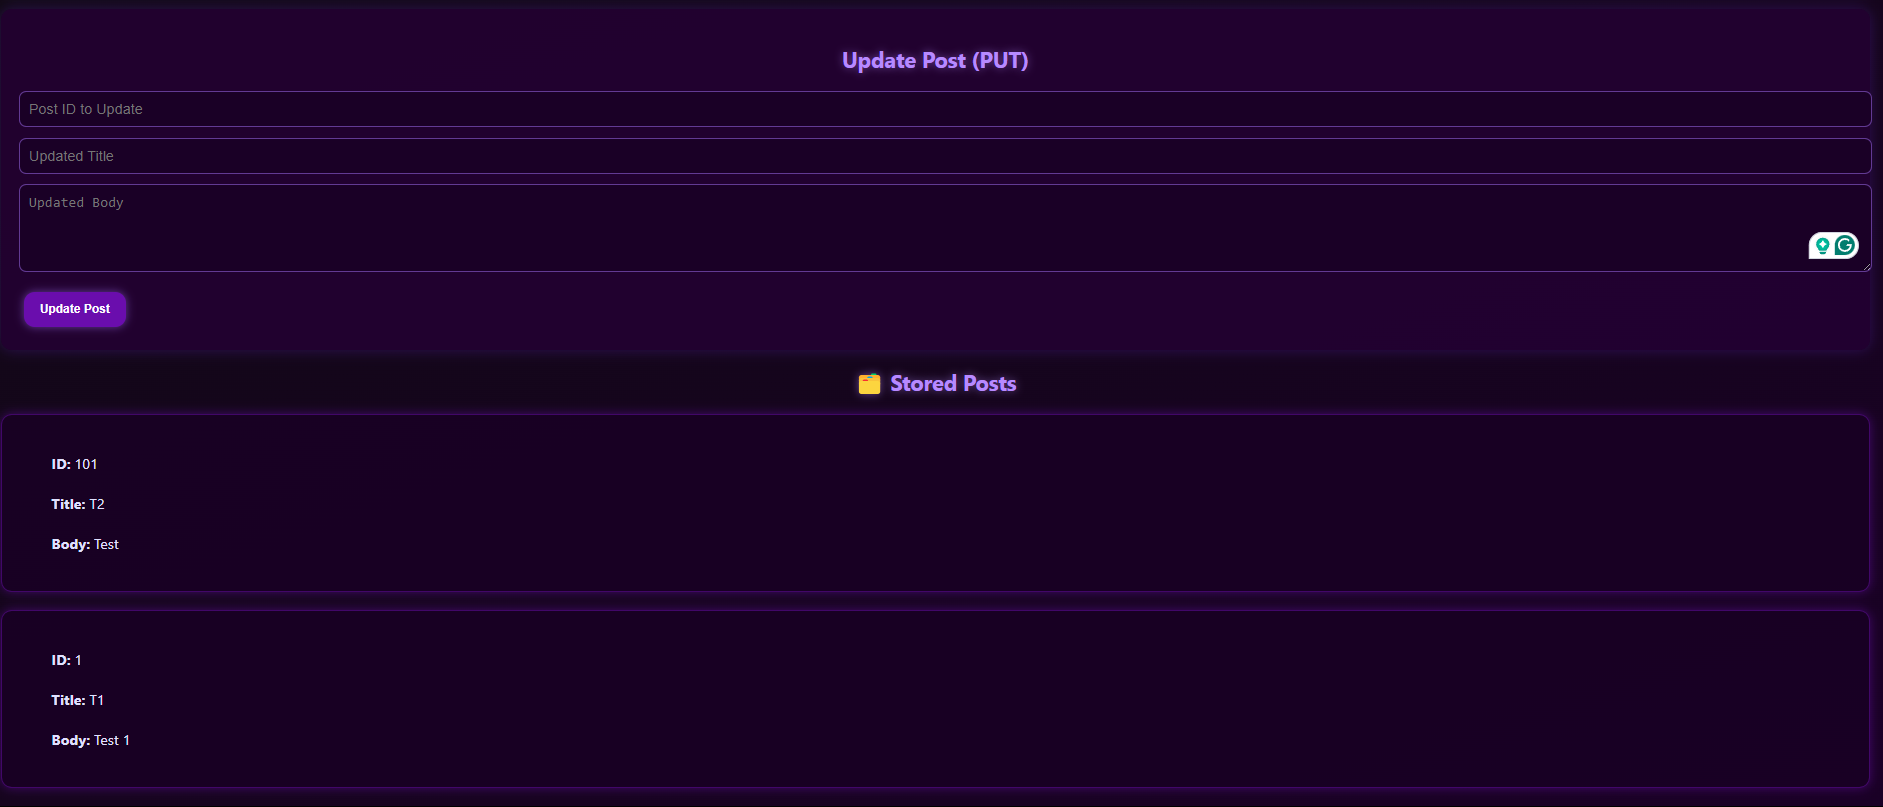 Update Post (PUT)
Post ID to Update
Updated Title
Updated Body
Update Post
Stored Posts
ID: 101
Title: T2
Body: Test
ID: 1
Title: T1
Body: Test 1